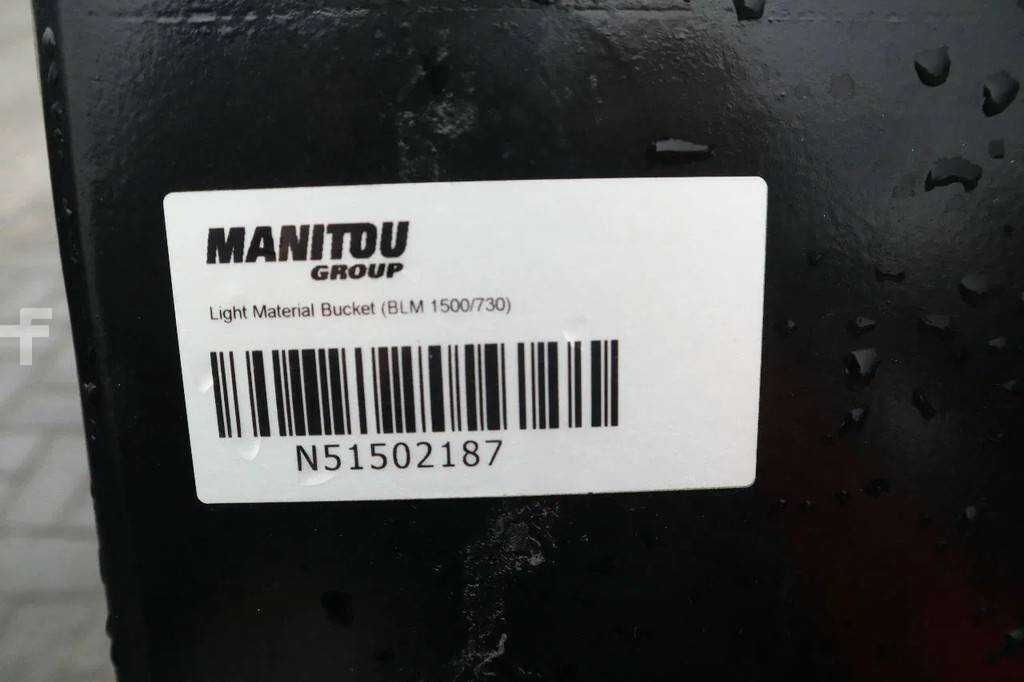 MANITOU
GROUP
Light Material Bucket (BLM 1500/730)
N51502187